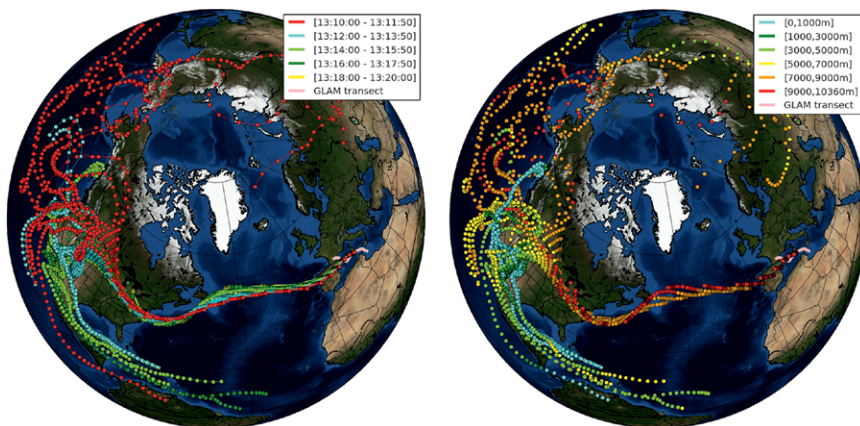 [13:10:00 - 13:11:50]
[13:12:00 - 13:13:50]
[13:14:00 - 13:15:50]
[13:16:00 - 13:17:50]
[13:18:00 - 13:20:00]
GLAM transect
[0,1000m]
[1000,3000m]
[3000,5000m]
[5000,7000m]
[7000,9000m]
[9000,10360m]
GLAM transect